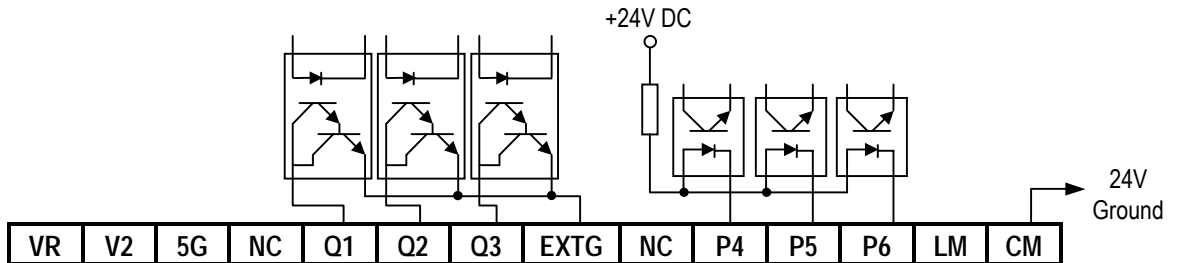 +24V DC
24V
Ground
VR V2 5G NC Q1 Q2 Q3 EXTG NC P4 P5 P6 LM CM